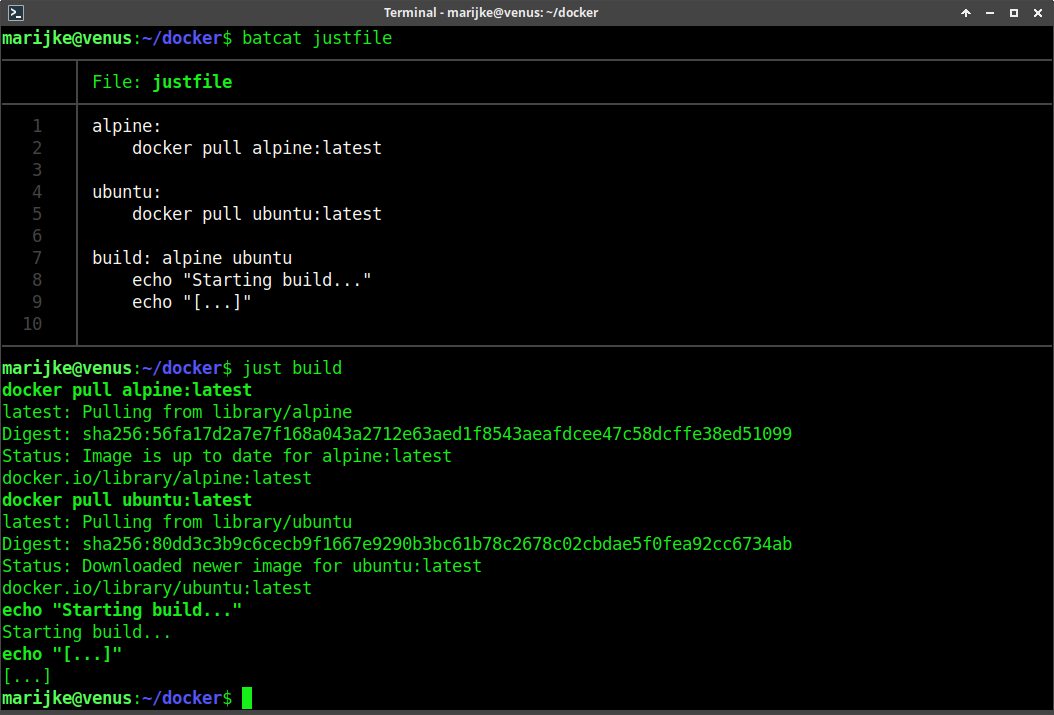 Terminal - marijke@venus: ~/docker
marijke@venus:~/docker$ batcat justfile
File: justfile
1 alpine:
2     docker pull alpine:latest
3
4 ubuntu:
5     docker pull ubuntu:latest
6
7 build: alpine ubuntu
8     echo "Starting build..."
9     echo "[...]"
10
marijke@venus:~/docker$ just build
docker pull alpine:latest
latest: Pulling from library/alpine
Digest: sha256:56fa17d2a7e7f168a043a2712e63aed1f8543aeafdcee47c58dcffe38ed51099
Status: Image is up to date for alpine:latest
docker.io/library/alpine:latest
docker pull ubuntu:latest
latest: Pulling from library/ubuntu
Digest: sha256:80dd3c3b9c6cecb9f1667e9290b3bc61b78c2678c02cbdae5f0fea92cc6734ab
Status: Downloaded newer image for ubuntu:latest
docker.io/library/ubuntu:latest
echo "Starting build..."
Starting build...
echo "[...]"
[...]
marijke@venus:~/docker$